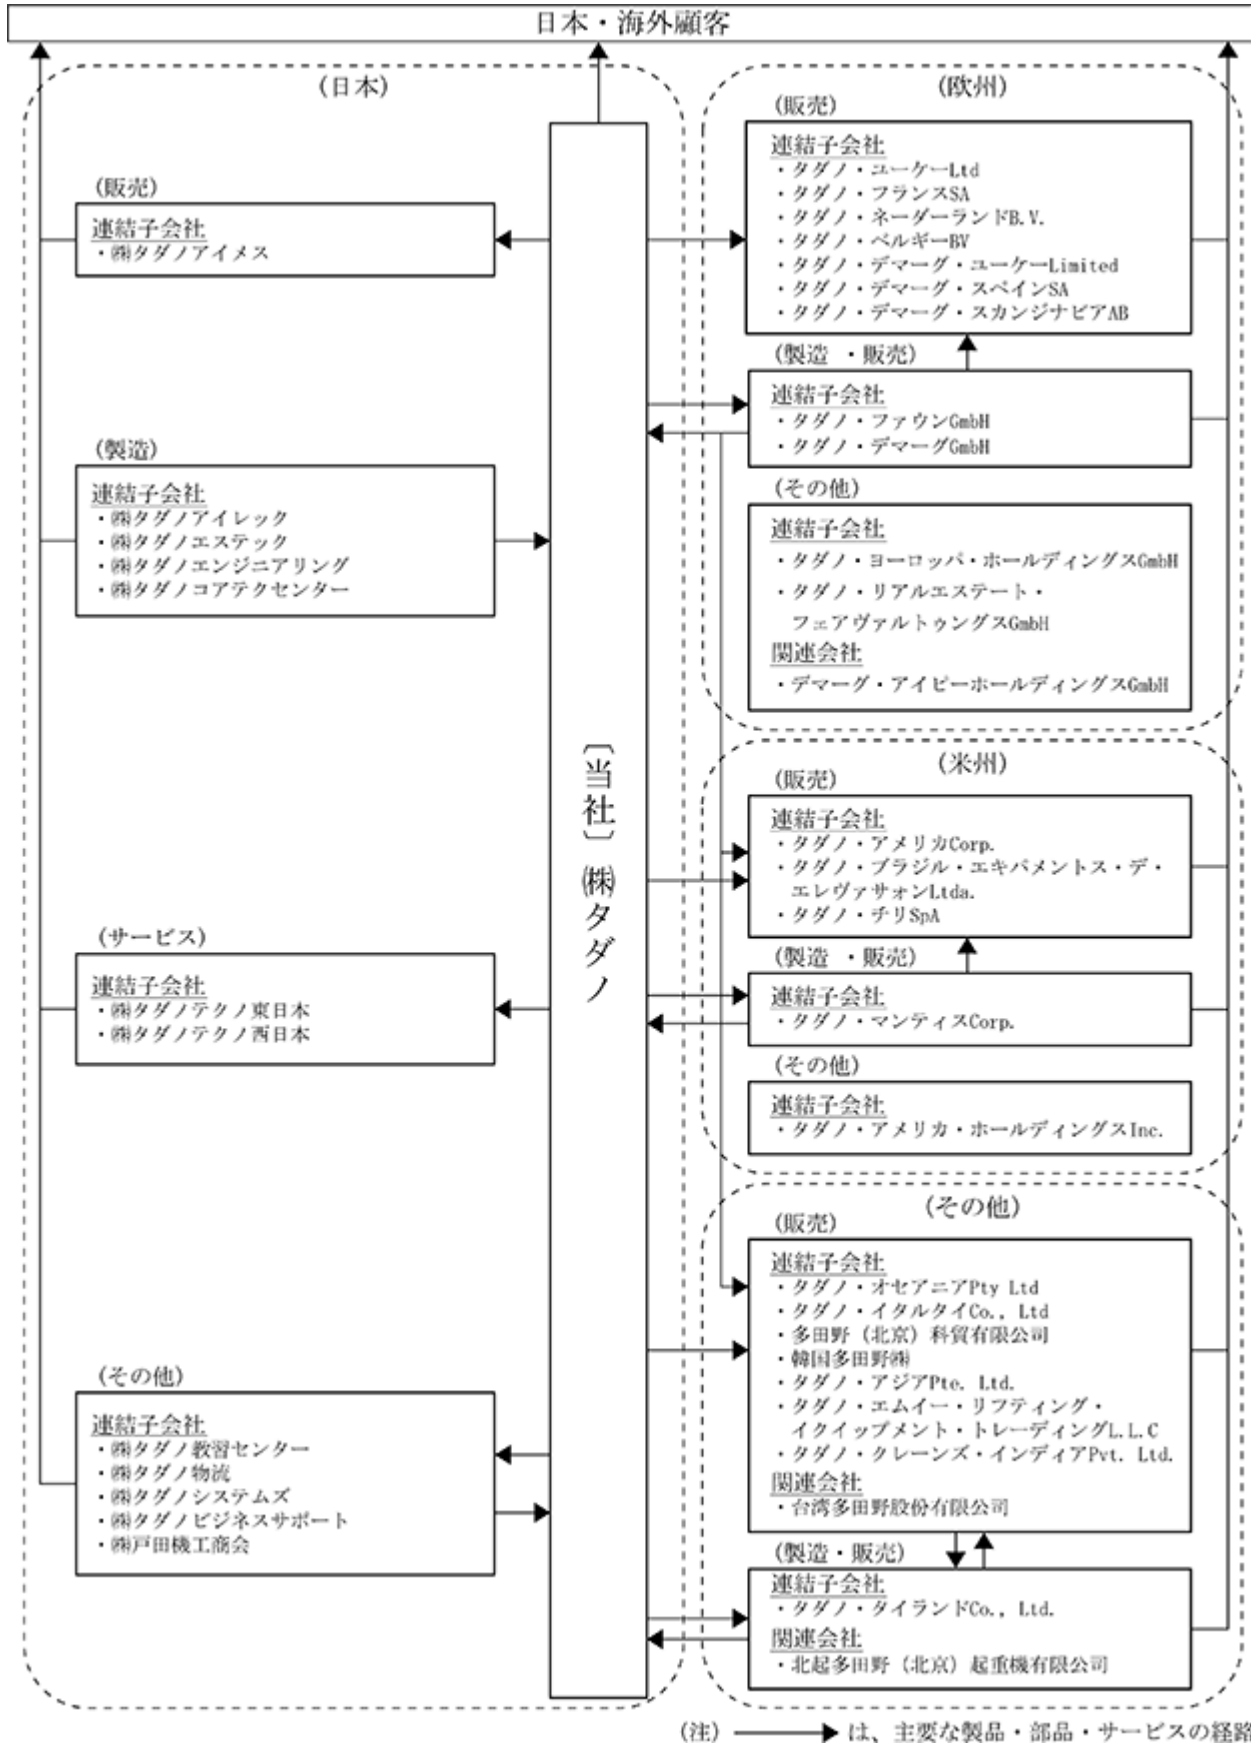 日本・海外顧客
(日本)
(販売)
連結子会社
・㈱タダノアイメス
(製造)
連結子会社
・㈱タダノアイレック
・㈱タダノエステック
・㈱タダノエンジニアリング
・㈱タダノコアテクセンター
(サービス)
連結子会社
・㈱タダノテクノ東日本
・㈱タダノテクノ西日本
(その他)
連結子会社
・㈱タダノ教習センター
・㈱タダノ物流
・㈱タダノシステムズ
・㈱タダノビジネスサポート
・㈱戸田機工商会
〔当社〕㈱タダノ
(欧州)
(販売)
連結子会社
・タダノ・ユーケーLtd
・タダノ・フランスSA
・タダノ・ネーダーランドB.V.
・タダノ・ベルギーBV
・タダノ・デマーグ・ユーケーLimited
・タダノ・デマーグ・スペインSA
・タダノ・デマーグ・スカンジナビアAB
(製造 ・販売)
連結子会社
・タダノ・ファウンGmbH
・タダノ・デマーグGmbH
(その他)
連結子会社
・タダノ・ヨーロッパ・ホールディングスGmbH
・タダノ・リアルエステート・
フェアヴァルトゥングスGmbH
関連会社
・デマーグ・アイピーホールディングスGmbH
(米州)
(販売)
連結子会社
・タダノ・アメリカCorp.
・タダノ・ブラジル・エキパメントス・デ・
エレヴァサォンLtda.
・タダノ・チリSpA
(製造 ・販売)
連結子会社
・タダノ・マンティスCorp.
(その他)
連結子会社
・タダノ・アメリカ・ホールディングスInc.
(その他)
(販売)
連結子会社
・タダノ・オセアニアPty Ltd
・タダノ・イタルタイCo., Ltd
・多田野（北京）科貿有限公司
・韓国多田野㈱
・タダノ・アジアPte. Ltd.
・タダノ・エムイー・リフティング・
イクイップメント・トレーディングL.L.C
・タダノ・クレーンズ・インディアPvt. Ltd.
関連会社
・台湾多田野股份有限公司
(製造・販売)
連結子会社
・タダノ・タイランドCo., Ltd.
関連会社
・北起多田野（北京）起重機有限公司
(注) は、主要な製品・部品・サービスの経路